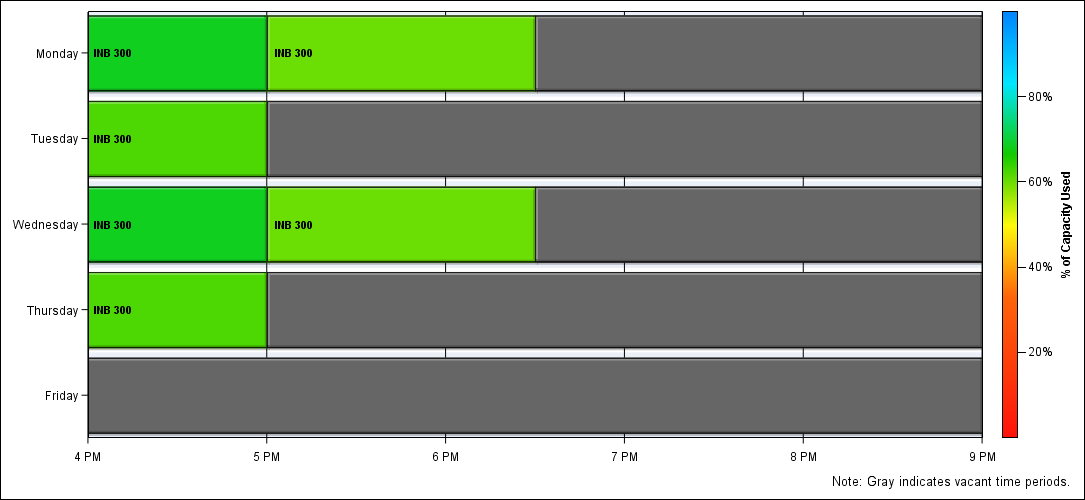 Monday
INB 300
INB 300
Tuesday
INB 300
Wednesday
INB 300
INB 300
Thursday
INB 300
Friday
4 PM
5 PM
6 PM
7 PM
8 PM
9 PM
80%
60%
40%
20%
% of Capacity Used
Note: Gray indicates vacant time periods.